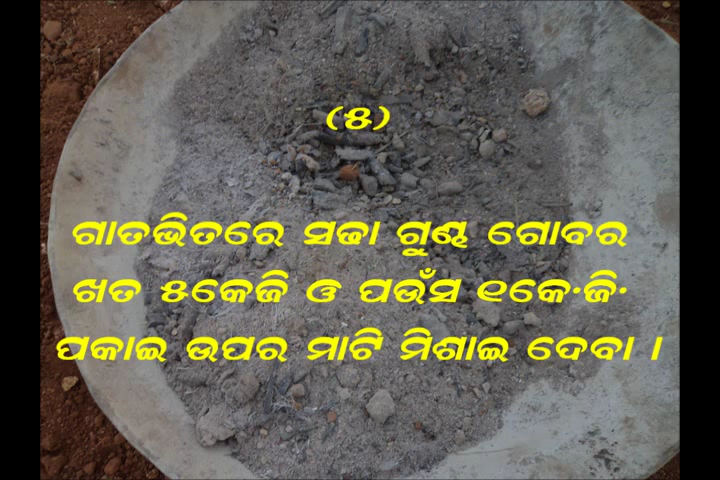 (୫)
ଗାତଭିତରେ ସଢା ଗୁଣ୍ଡ ଗୋବର
ଖତ ୫କେଜି ଓ ପଉଁସ ୧କେ.ଜି.
ପକାଇ ଉପର ମାଟି ମିଶାଇ ଦେବା ।